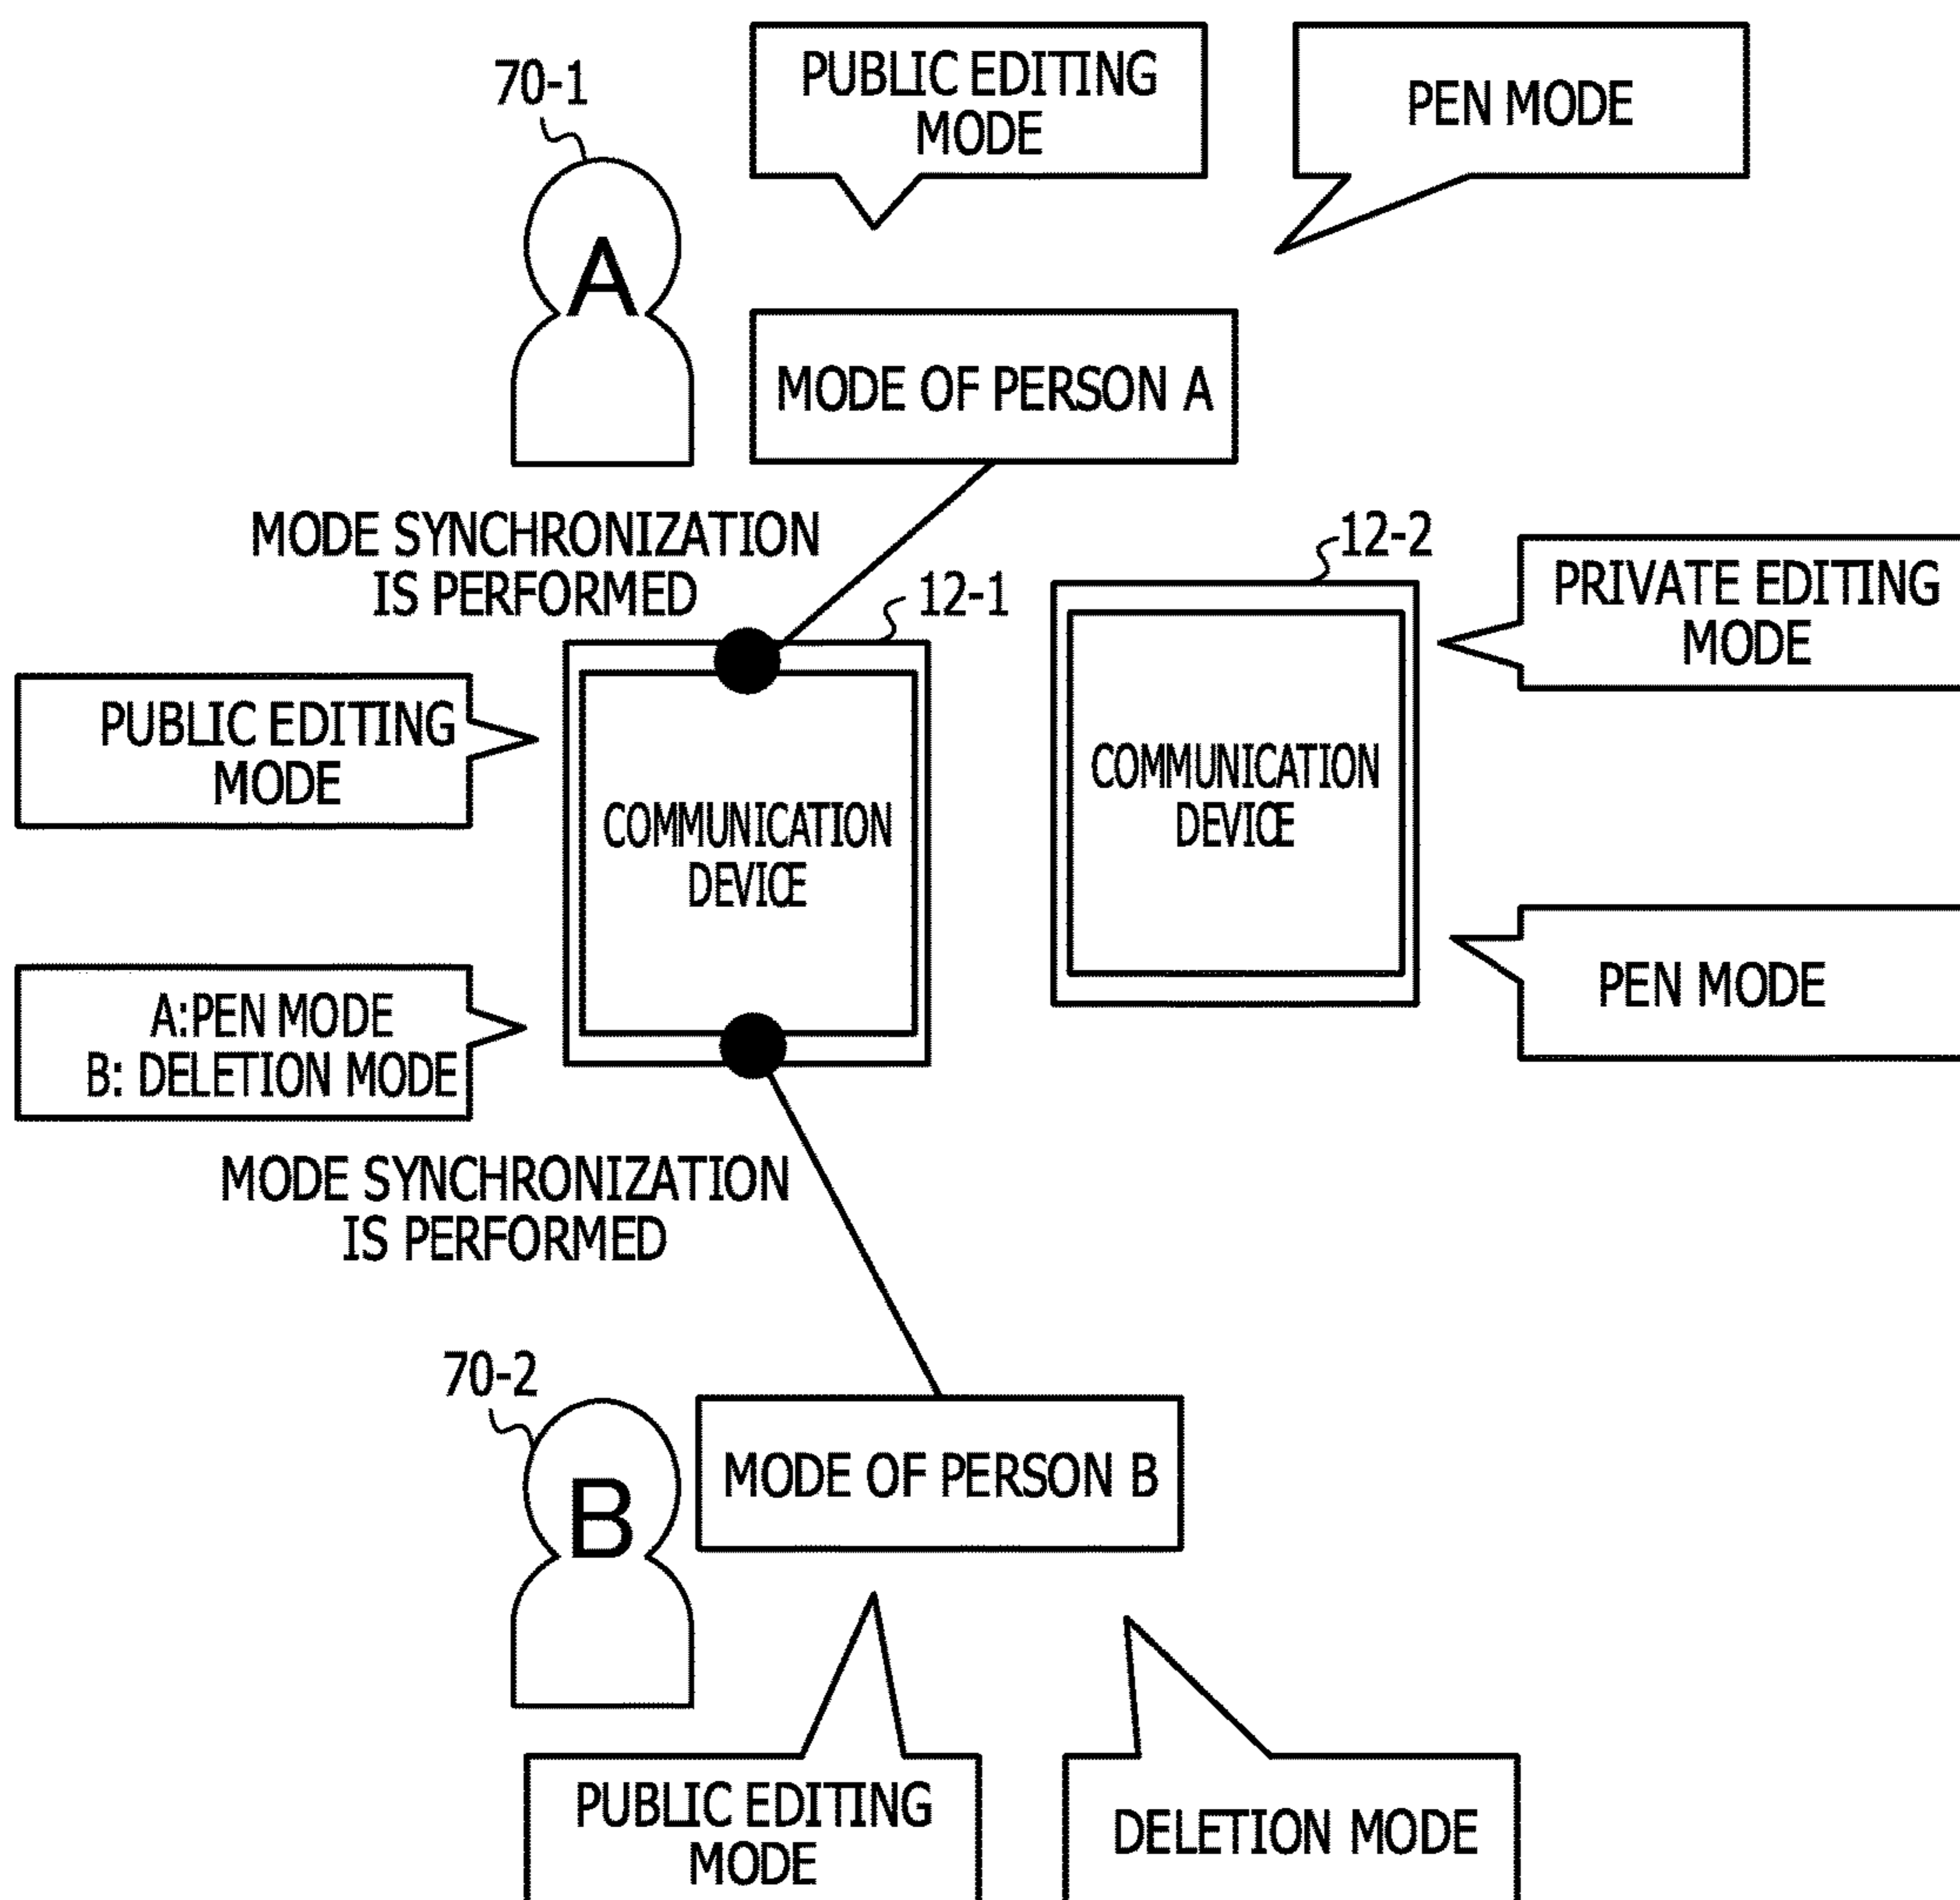 PUBLIC EDITING
MODE
PEN MODE
70-1
A
MODE OF PERSON A
MODE SYNCHRONIZATION
IS PERFORMED
12-1
12-2
PRIVATE EDITING
MODE
PUBLIC EDITING
MODE
COMMUNICATION
DEVICE
COMMUNICATION
DEVICE
A:PEN MODE
B: DELETION MODE
PEN MODE
MODE SYNCHRONIZATION
IS PERFORMED
70-2
B
MODE OF PERSON B
PUBLIC EDITING
MODE
DELETION MODE